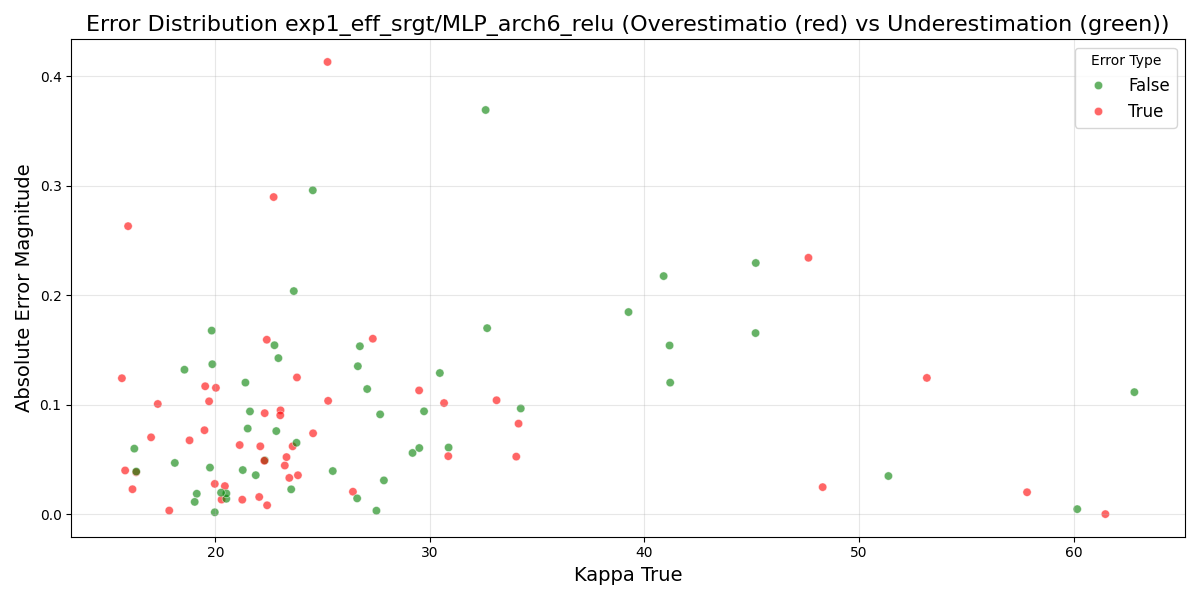 Error Distribution exp1_eff_srgt/MLP_arch6_relu (Overestimatio (red) vs Underestimation (green))
Absolute Error Magnitude
0.4
0.3
0.2
0.1
0.0
Error Type
False
True
20
30
40
50
60
Kappa True